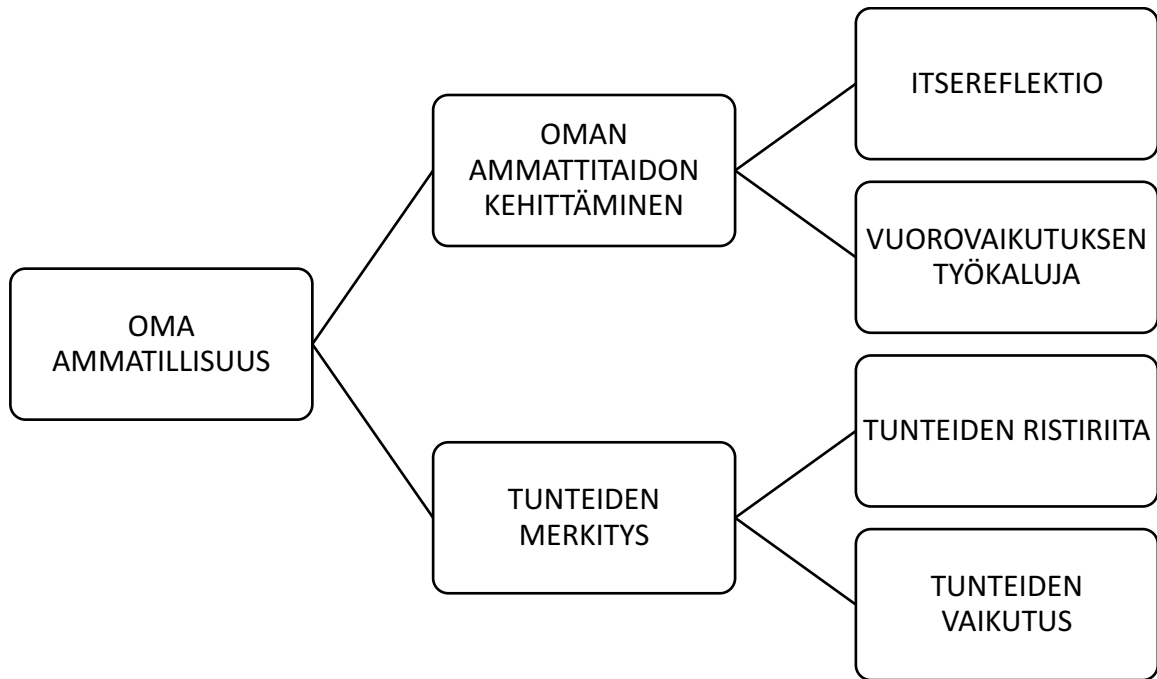 OMA
AMMATILLISUUS
OMAN
AMMATTITAIDON
KEHITTÄMINEN
ITSEREFLEKTIO
VUOROVAIKUTUKSEN
TYÖKALUJA
TUNTEIDEN
MERKITYS
TUNTEIDEN RISTIRIITA
TUNTEIDEN
VAIKUTUS